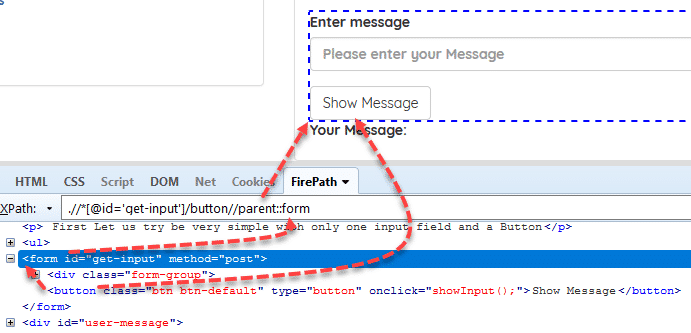 Enter message
Please enter your Message
Show Message
Your Message:
HTML CSS Script DOM Net Cookies FirePath
XPath: .//*[@id='get-input']/button//parent::form
<p> First Let us try be very simple with only one input field and a Button</p>
<ul>
<form id="get-input" method="post">
<div class="form-group">
<button class="btn btn-default" type="button" onclick="showInput();">Show Message</button>
</form>
<div id="user-message">